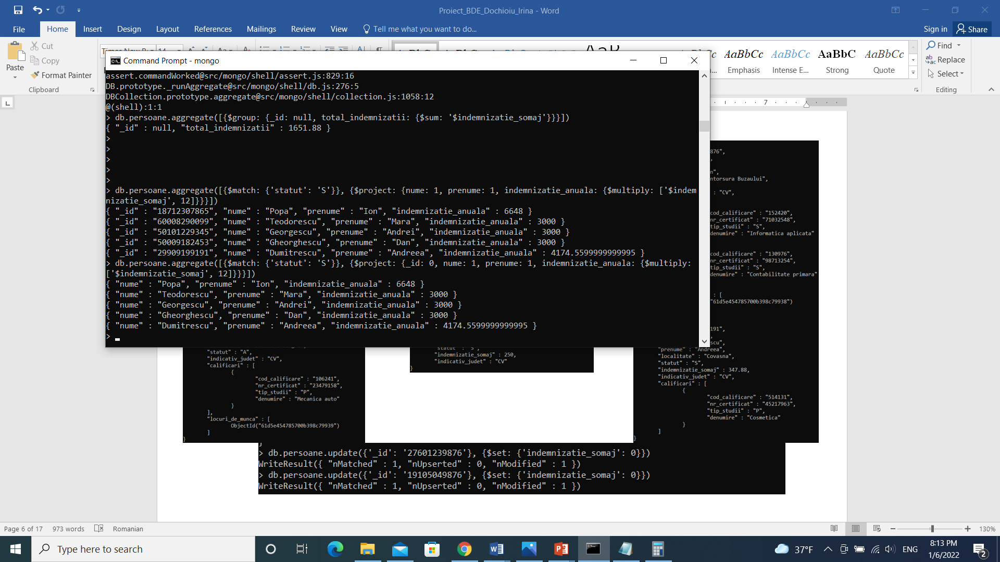 Proiect_BDE_Dochioiu_Irina - Word
File Home Insert Design Layout References Mailings Review View Tell me what you want to do... Sign in Share
Paste
Cut
Copy
Format Painter
Clipboard
AaBbCc AaBbCc AaBbC AaBbCc
Emphasis Intense E... Strong Quote
Find
Replace
Select
Editing
7
Command Prompt - mongo
assert.commandWorked@src/mongo/shell/assert.js:829:16
DB.prototype._runAggregate@src/mongo/shell/db.js:276:5
DBCollection.prototype.aggregate@src/mongo/shell/collection.js:1058:12
@(shell):1:1
> db.persoane.aggregate([{$group: {_id: null, total_indemnizatii: {$sum: '$indemnizatie_somaj'}}}])
{ "_id" : null, "total_indemnizatii" : 1651.88 }
>
>
>
>
>
> db.persoane.aggregate([{$match: {'statut': 'S'}}, {$project: {nume: 1, prenume: 1, indemnizatie_anuala: {$multiply: ['$indem
nizatie_somaj', 12]}}}])
{ "_id" : "18712307865", "nume" : "Popa", "prenume" : "Ion", "indemnizatie_anuala" : 6648 }
{ "_id" : "60008290099", "nume" : "Teodorescu", "prenume" : "Mara", "indemnizatie_anuala" : 3000 }
{ "_id" : "50101229345", "nume" : "Georgescu", "prenume" : "Andrei", "indemnizatie_anuala" : 3000 }
{ "_id" : "50009182453", "nume" : "Gheorghescu", "prenume" : "Dan", "indemnizatie_anuala" : 3000 }
{ "_id" : "29909199191", "nume" : "Dumitrescu", "prenume" : "Andreea", "indemnizatie_anuala" : 4174.5599999999995 }
> db.persoane.aggregate([{$match: {'statut': 'S'}}, {$project: {_id: 0, nume: 1, prenume: 1, indemnizatie_anuala: {$multiply:
['$indemnizatie_somaj', 12]}}}])
{ "nume" : "Popa", "prenume" : "Ion", "indemnizatie_anuala" : 6648 }
{ "nume" : "Teodorescu", "prenume" : "Mara", "indemnizatie_anuala" : 3000 }
{ "nume" : "Georgescu", "prenume" : "Andrei", "indemnizatie_anuala" : 3000 }
{ "nume" : "Gheorghescu", "prenume" : "Dan", "indemnizatie_anuala" : 3000 }
{ "nume" : "Dumitrescu", "prenume" : "Andreea", "indemnizatie_anuala" : 4174.5599999999995 }
>
"statut" : "A",
"indicativ_judet" : "CV",
"calificari" : [
{
"cod_calificare" : "106241",
"nr_certificat" : "23479158",
"tip_studii" : "P",
"denumire" : "Mecanica auto"
}
],
"locuri_de_munca" : [
ObjectId("61d5e454785700b398c79939")
]
}
"indemnizatie_somaj" : 250,
"indicativ_judet" : "CV"
}
876",
,
n",
ntorsura Buzaului",
: "CV",
cod_calificare" : "152420",
nr_certificat" : "71032548",
tip_studii" : "S",
denumire" : "Informatica aplicata"
cod_calificare" : "130976",
nr_certificat" : "98713254",
tip_studii" : "S",
denumire" : "Contabilitate primara"
: [
"61d5e454785700b398c79938")
191",
scu",
"prenume" : "Andreea",
"localitate" : "Covasna",
"statut" : "S",
"indemnizatie_somaj" : 347.88,
"indicativ_judet" : "CV",
"calificari" : [
{
"cod_calificare" : "514131",
"nr_certificat" : "45217963",
"tip_studii" : "P",
"denumire" : "Cosmetica"
}
]
}
> db.persoane.update({'_id': '27601239876'}, {$set: {'indemnizatie_somaj': 0}})
WriteResult({ "nMatched" : 1, "nUpserted" : 0, "nModified" : 1 })
> db.persoane.update({'_id': '19105049876'}, {$set: {'indemnizatie_somaj': 0}})
WriteResult({ "nMatched" : 1, "nUpserted" : 0, "nModified" : 1 })
Page 6 of 17 973 words Romanian 130%
Type here to search
37°F ENG
8:13 PM
1/6/2022
2